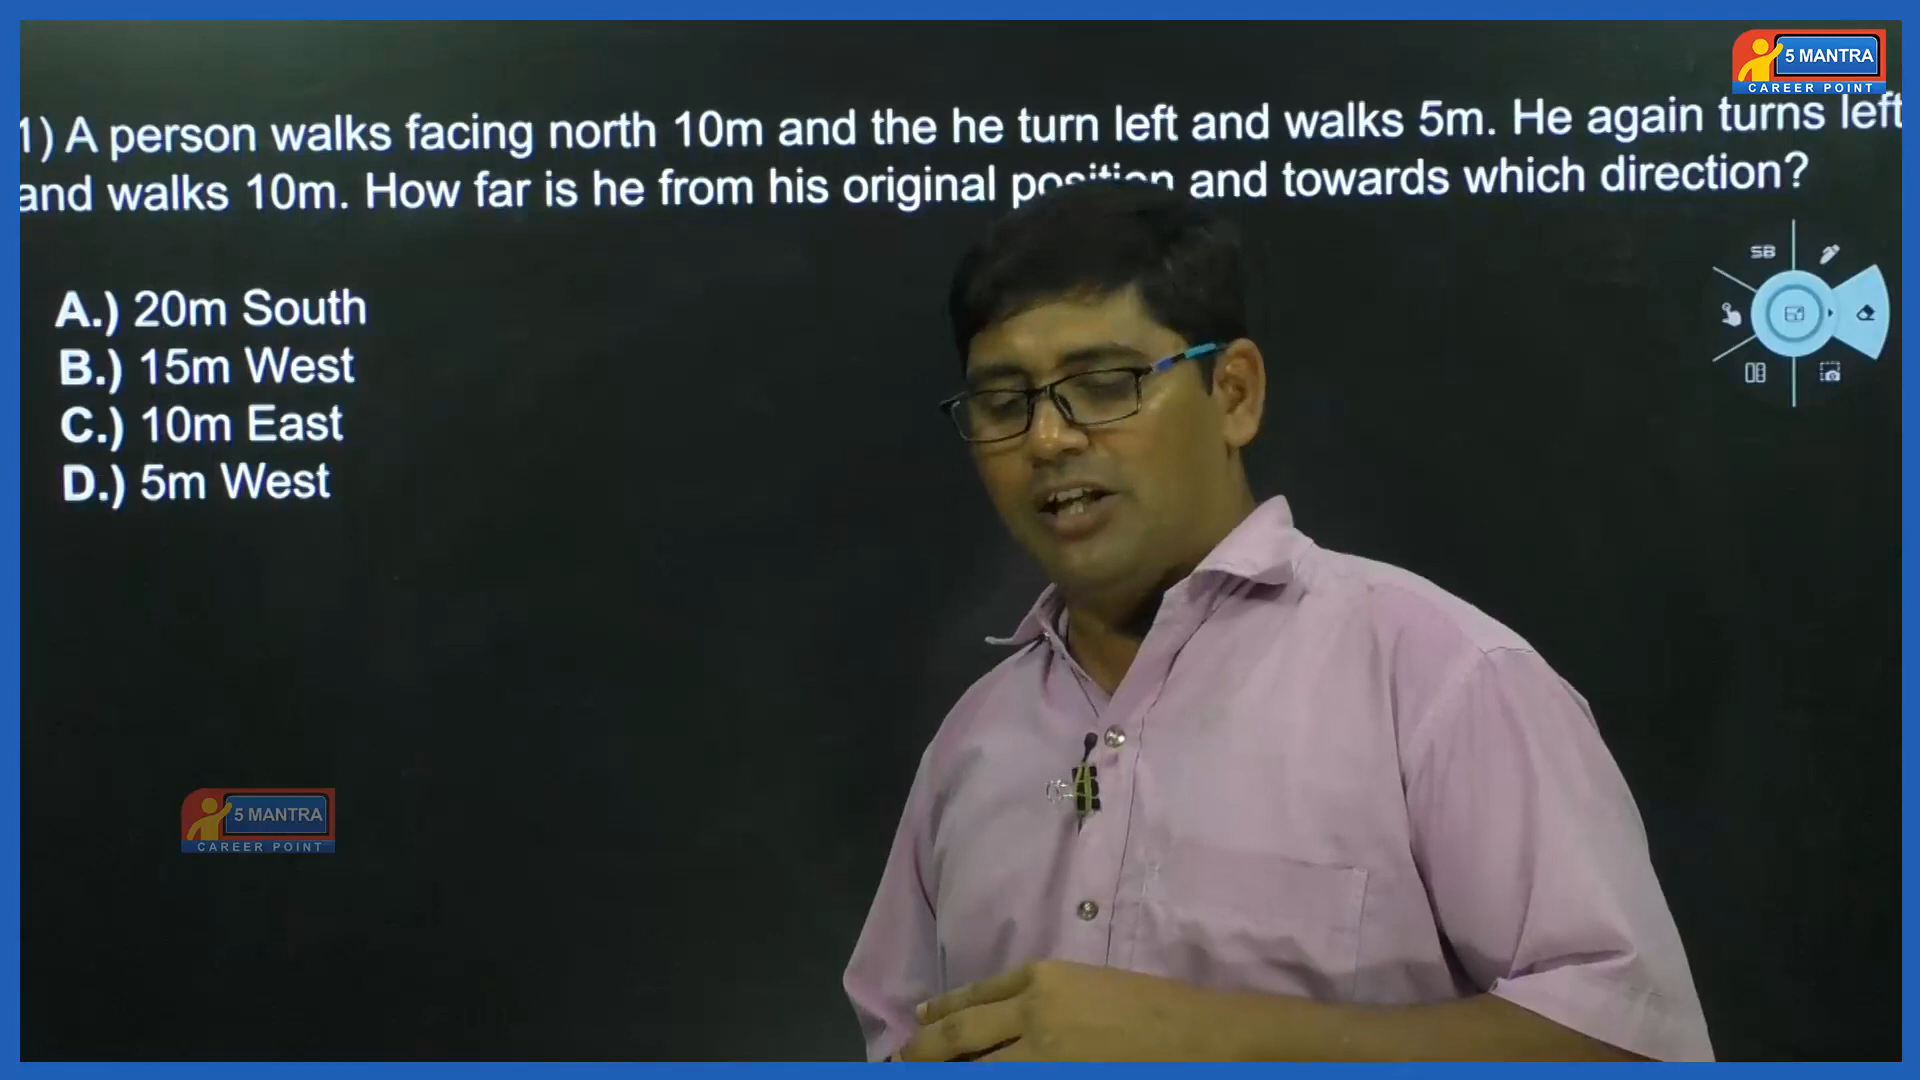 5 MANTRA
CAREER POINT
1) A person walks facing north 10m and the he turn left and walks 5m. He again turns left
and walks 10m. How far is he from his original position and towards which direction?
SB
A.) 20m South
B.) 15m West
C.) 10m East
D.) 5m West
5 MANTRA
CAREER POINT